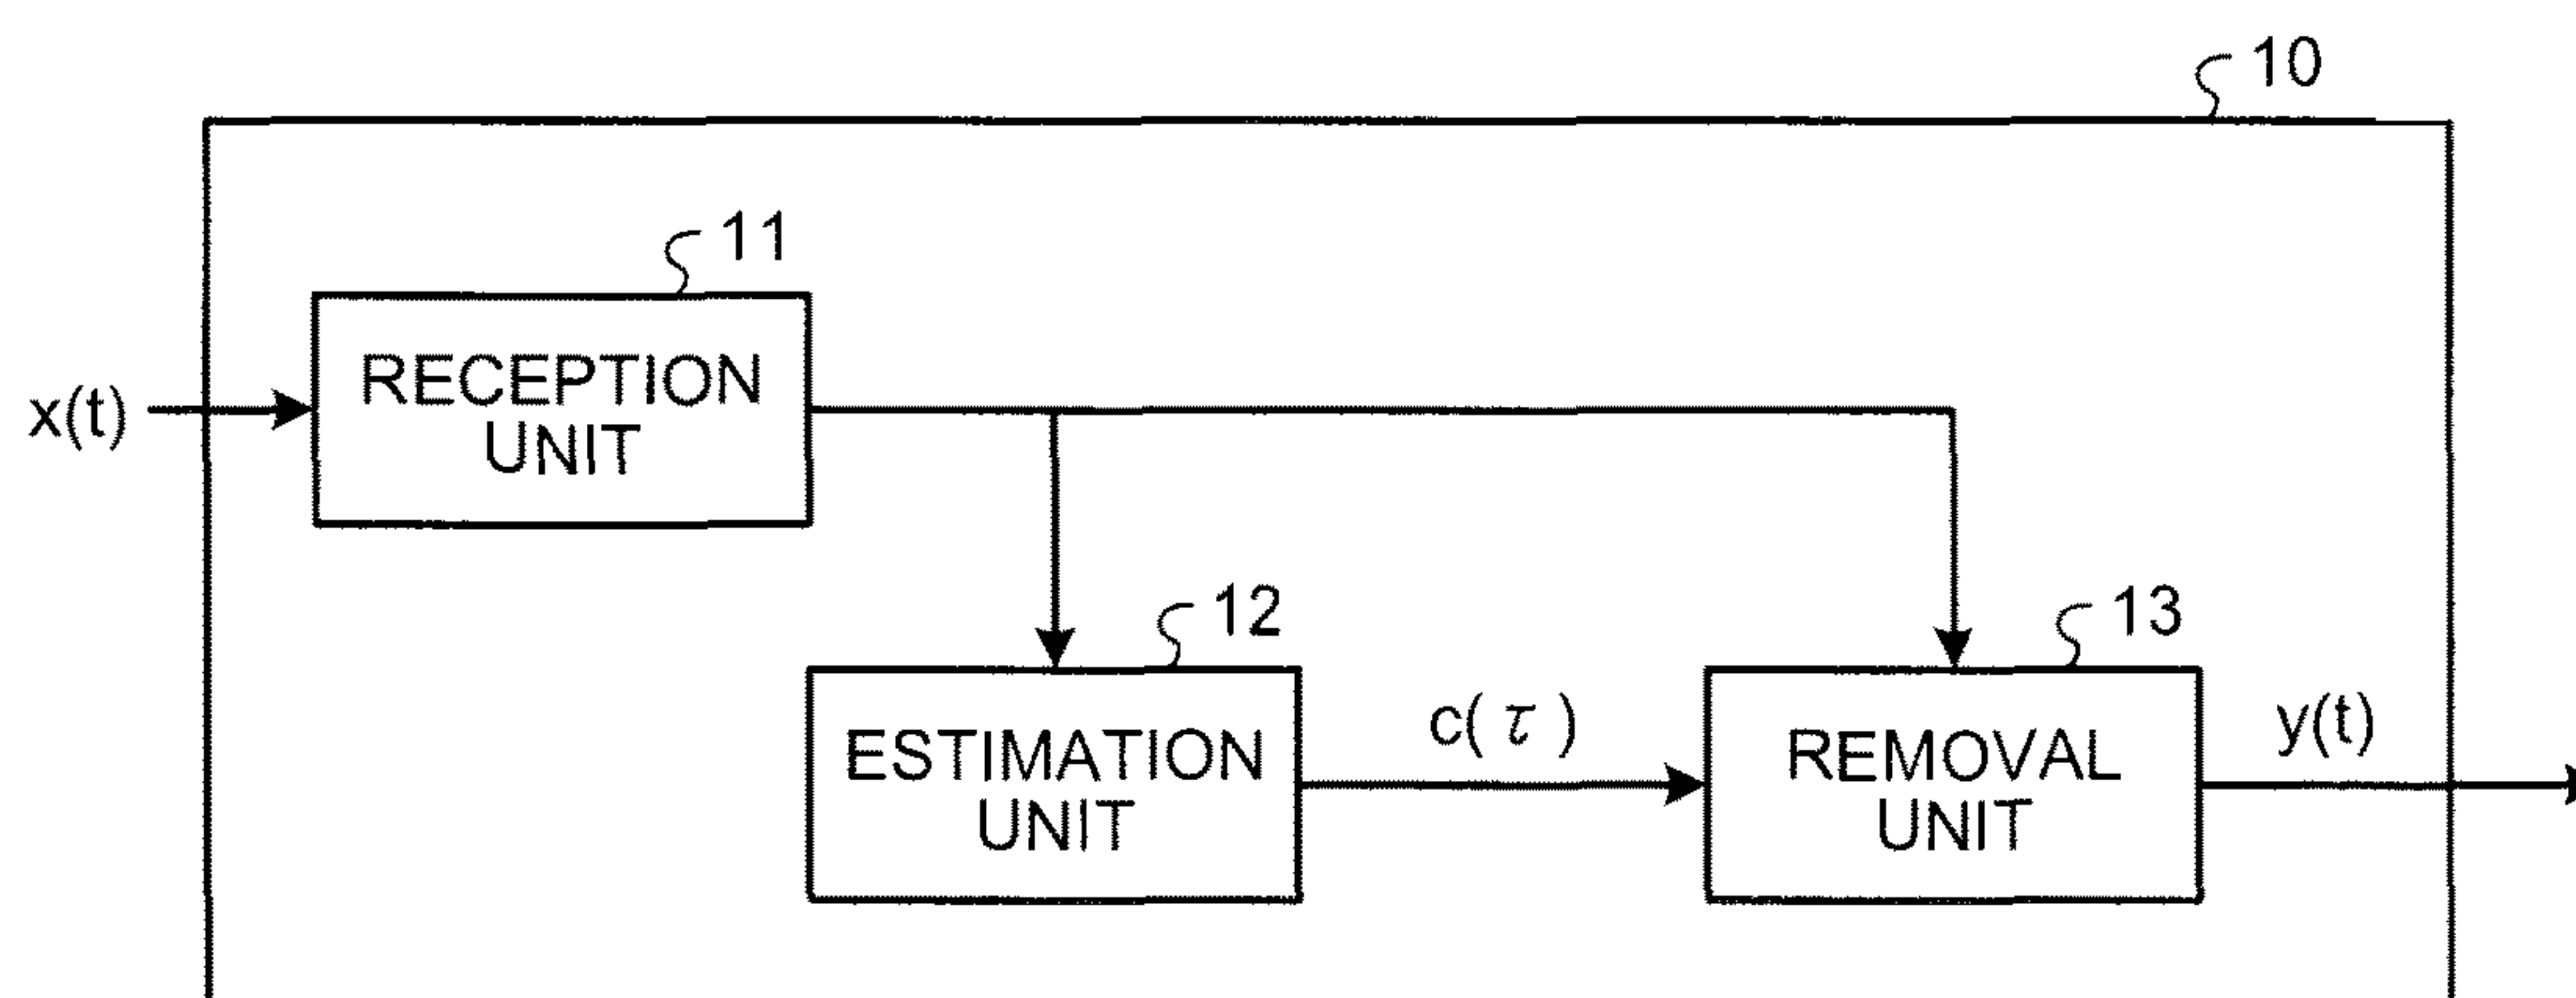 10
11
x(t)
RECEPTION
UNIT
12
13
ESTIMATION
UNIT
c( τ )
REMOVAL
UNIT
y(t)